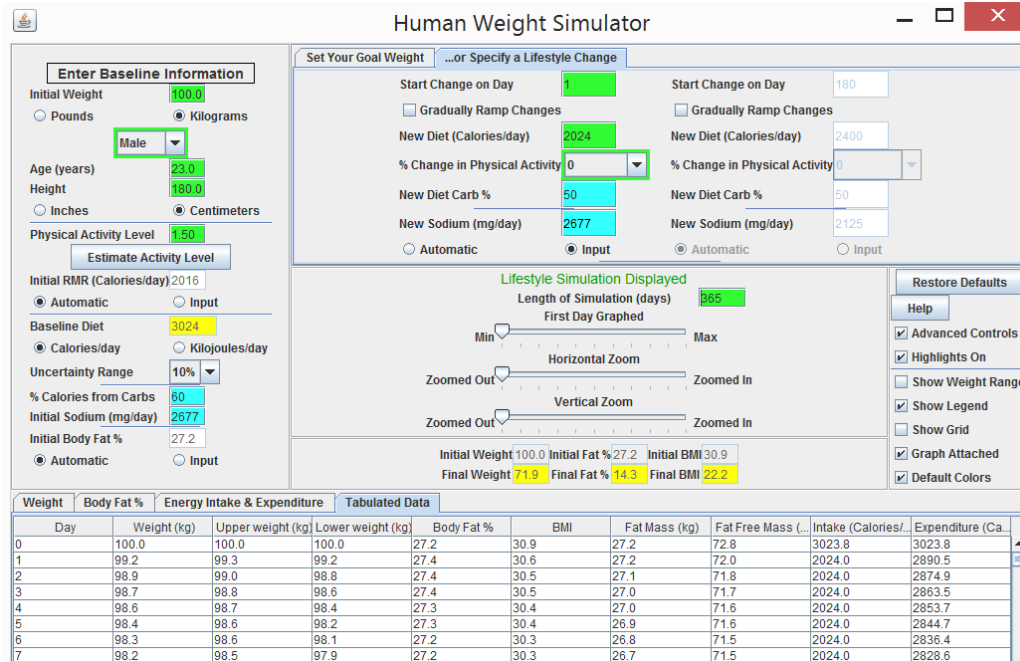 Human Weight Simulator
Enter Baseline Information
Initial Weight 100.0
Pounds Kilograms
Male
Age (years) 23.0
Height 180.0
Inches Centimeters
Physical Activity Level 1.50
Estimate Activity Level
Initial RMR (Calories/day) 2016
Automatic Input
Baseline Diet 3024
Calories/day Kilojoules/day
Uncertainty Range 10%
% Calories from Carbs 60
Initial Sodium (mg/day) 2677
Initial Body Fat % 27.2
Automatic Input
Set Your Goal Weight ...or Specify a Lifestyle Change
Start Change on Day 1 Start Change on Day 180
Gradually Ramp Changes Gradually Ramp Changes
New Diet (Calories/day) 2024 New Diet (Calories/day) 2400
% Change in Physical Activity 0 % Change in Physical Activity 0
New Diet Carb % 50 New Diet Carb % 50
New Sodium (mg/day) 2677 New Sodium (mg/day) 2125
Automatic Input Automatic Input
Lifestyle Simulation Displayed
Length of Simulation (days) 365
First Day Graphed
Min Max
Horizontal Zoom
Zoomed Out Zoomed In
Vertical Zoom
Zoomed Out Zoomed In
Initial Weight 100.0 Initial Fat % 27.2 Initial BMI 30.9
Final Weight 71.9 Final Fat % 14.3 Final BMI 22.2
Restore Defaults
Help
Advanced Controls
Highlights On
Show Weight Range
Show Legend
Show Grid
Graph Attached
Default Colors
Weight Body Fat % Energy Intake & Expenditure Tabulated Data
Day Weight (kg) Upper weight (kg) Lower weight (kg) Body Fat % BMI Fat Mass (kg) Fat Free Mass (... Intake (Calories/... Expenditure (Ca...
0 100.0 100.0 100.0 27.2 30.9 27.2 72.8 3023.8 3023.8
1 99.2 99.3 99.2 27.4 30.6 27.2 72.0 2024.0 2890.5
2 98.9 99.0 98.8 27.4 30.5 27.1 71.8 2024.0 2874.9
3 98.7 98.8 98.6 27.4 30.5 27.0 71.7 2024.0 2863.5
4 98.6 98.7 98.4 27.3 30.4 27.0 71.6 2024.0 2853.7
5 98.4 98.6 98.2 27.3 30.4 26.9 71.6 2024.0 2844.7
6 98.3 98.6 98.1 27.2 30.3 26.8 71.5 2024.0 2836.4
7 98.2 98.5 97.9 27.2 30.3 26.7 71.5 2024.0 2828.6